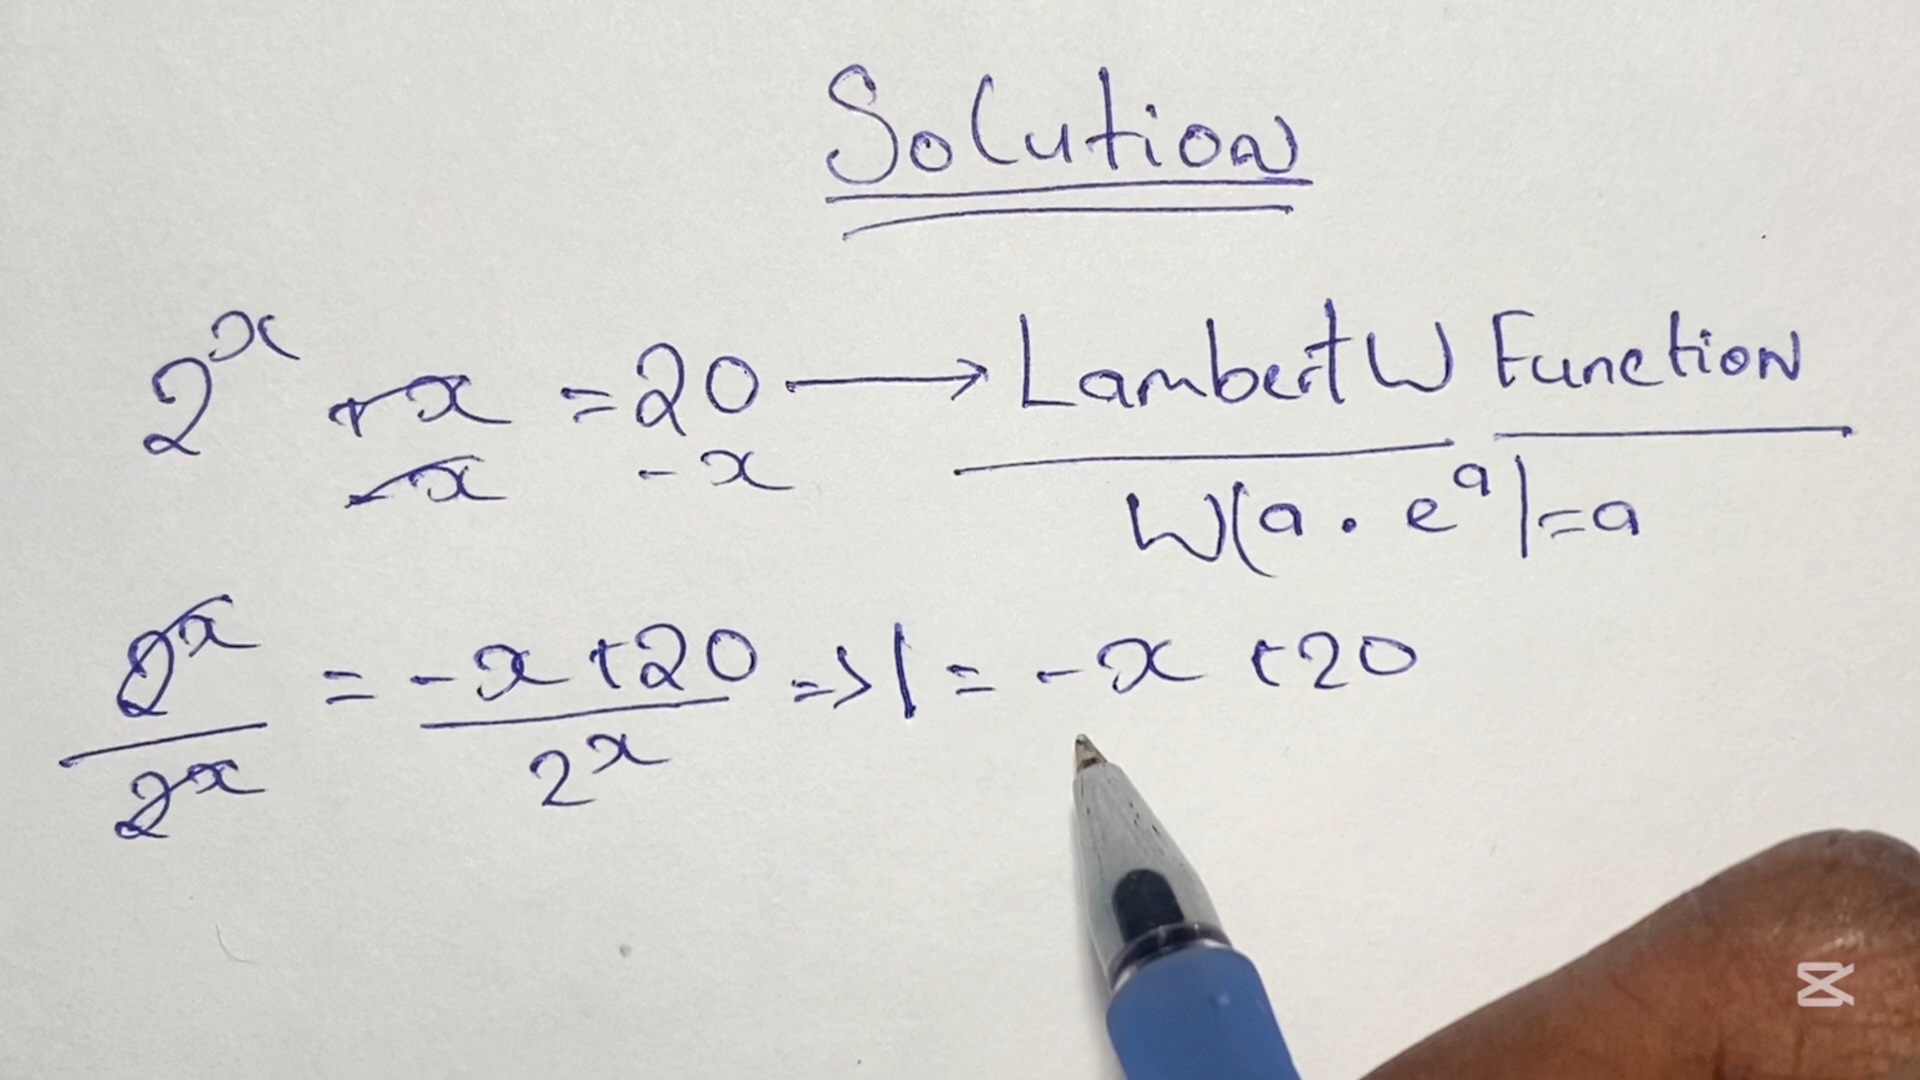 Solution
2^x + x = 20 → Lambert W Function
-x -x W(a · e^a) = a
2^x/2^x = -x+20/2^x => 1 = -x +20